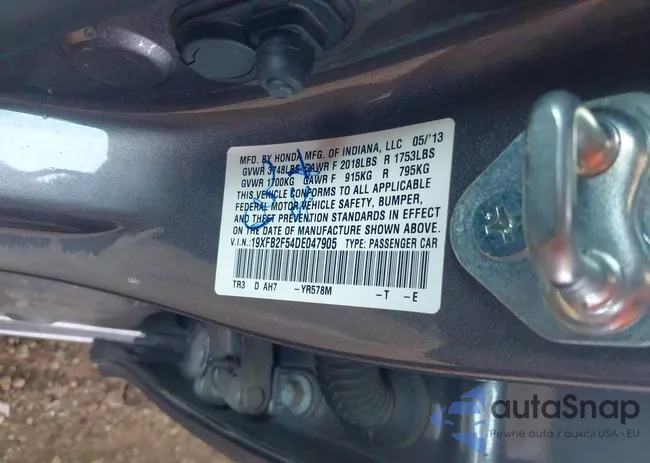 MFD. BY HONDA MFG. OF INDIANA, LLC 05/'13
GVWR 3748LBS GAWR F 2018LBS R 1753LBS
GVWR 1700KG GAWR F 915KG R 795KG
THIS VEHICLE CONFORMS TO ALL APPLICABLE
FEDERAL MOTOR VEHICLE SAFETY, BUMPER,
AND THEFT PREVENTION STANDARDS IN EFFECT
ON THE DATE OF MANUFACTURE SHOWN ABOVE.
V.I.N.:19XFB2F54DE047905 TYPE: PASSENGER CAR
TR3 D AH7 -YR578M -T -E
autaSnap
Pewne auta z aukcji USA i EU